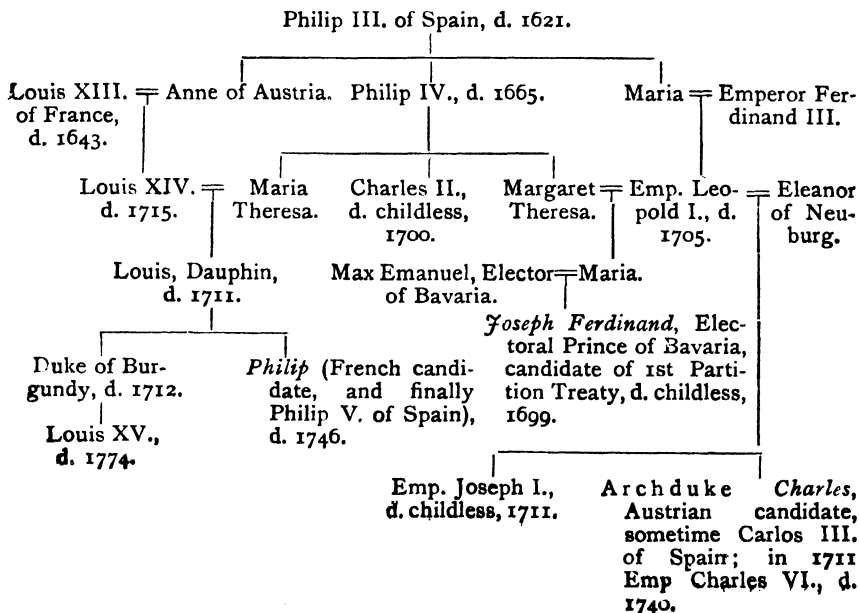 Philip III. of Spain, d. 1621.
Louis XIII. = Anne of Austria. Philip IV., d. 1665. Maria = Emperor Fer-
of France, dinand III.
d. 1643.
Louis XIV. = Maria Charles II., Margaret = Emp. Leo- = Eleanor
d. 1715. Theresa. d. childless, Theresa. pold I., d. of Neu-
1700. 1705. burg.
Louis, Dauphin, Max Emanuel, Elector = Maria.
d. 1711. of Bavaria.
Joseph Ferdinand, Elec-
toral Prince of Bavaria,
candidate of 1st Parti-
tion Treaty, d. childless,
1699.
Duke of Bur-
gundy, d. 1712.
Louis XV.,
d. 1774.
Philip (French candi-
date, and finally
Philip V. of Spain),
d. 1746.
Emp. Joseph I.,
d. childless, 1711.
Archduke Charles,
Austrian candidate,
sometime Carlos III.
of Spain; in 1711
Emp Charles VI., d.
1740.